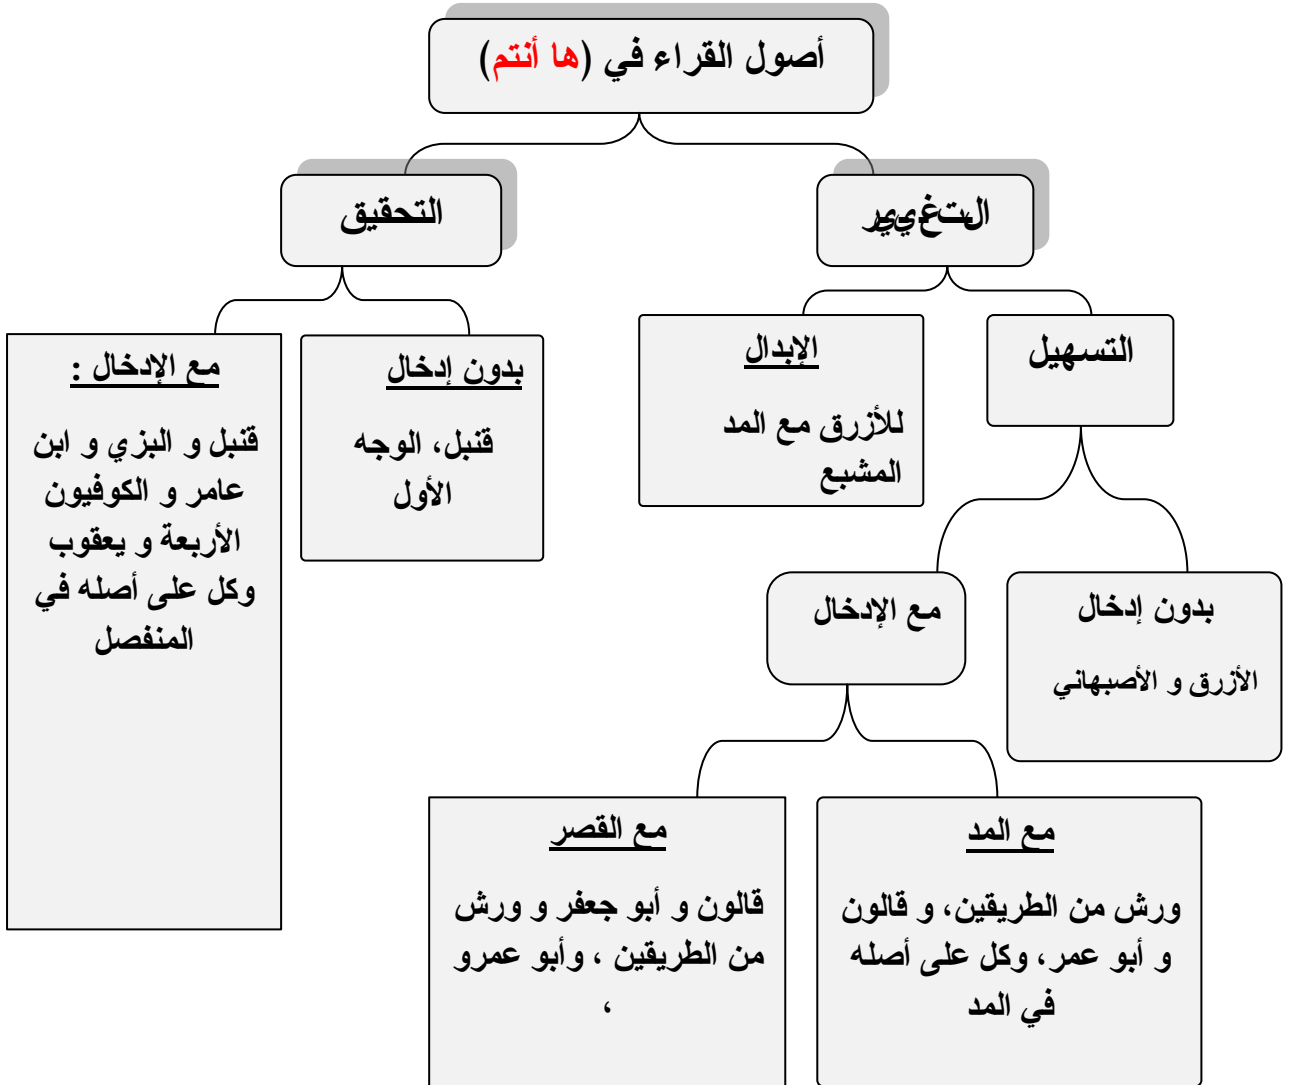 أصول القراء في (ها أنتم)
التغيير
التحقيق
التسهيل
الإبدال
للأزرق مع المد
المشبع
بدون إدخال
قنبل، الوجه
الأول
مع الإدخال :
قنبل و البزي و ابن
عامر و الكوفيون
الأربعة و يعقوب
وكل على أصله في
المنفصل
بدون إدخال
الأزرق و الأصبهاني
مع الإدخال
مع المد
ورش من الطريقين، و قالون
و أبو عمر، وكل على أصله
في المد
مع القصر
قالون و أبو جعفر و ورش
من الطريقين ، وأبو عمرو
،